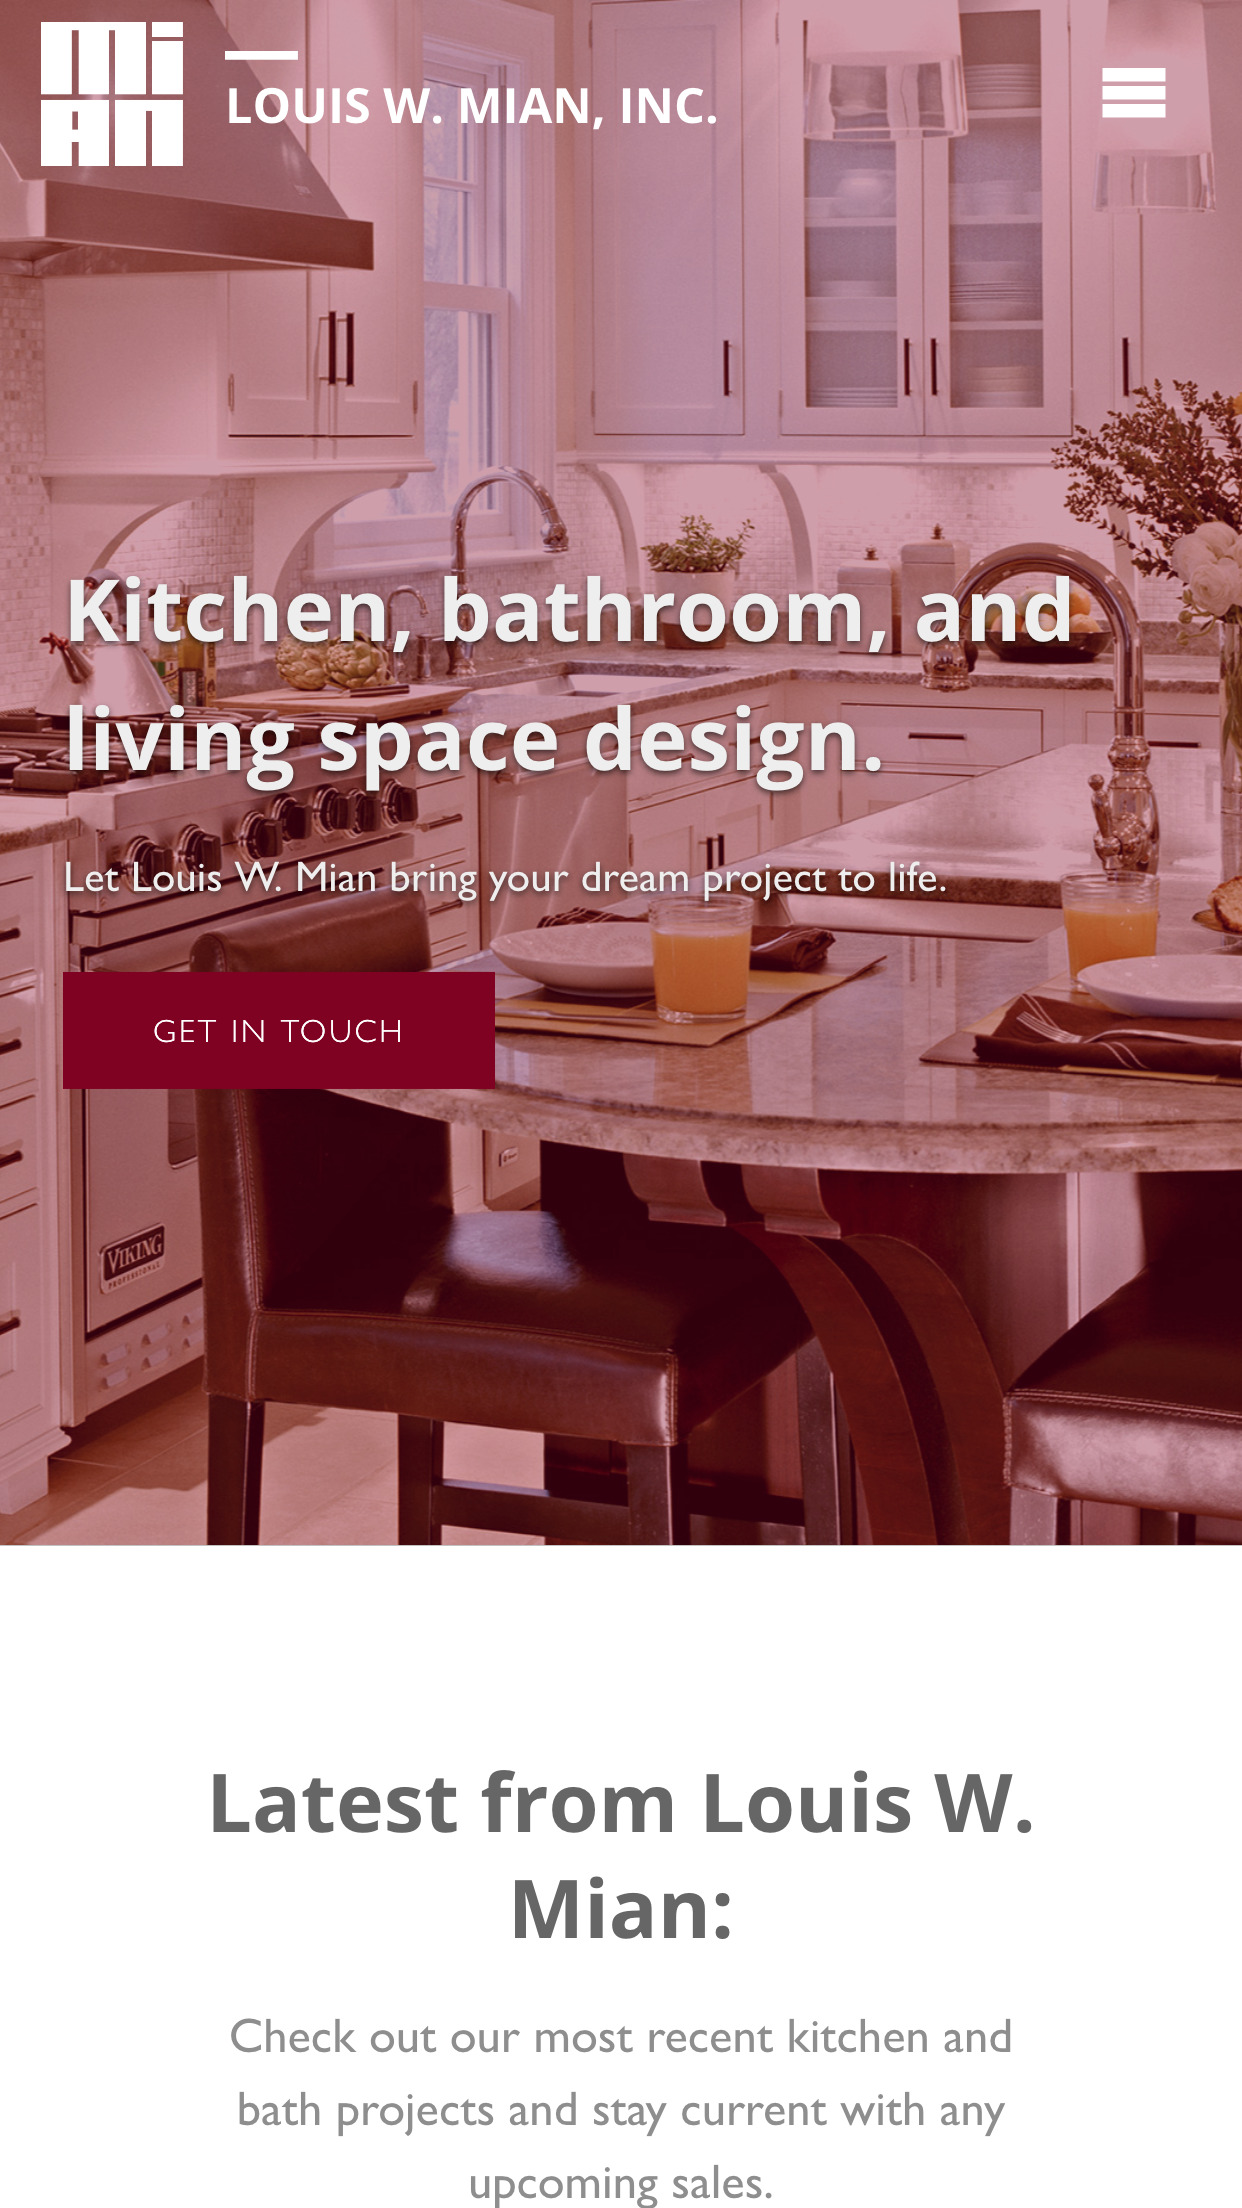 MiAN
LOUIS W. MIAN, INC.
Kitchen, bathroom, and
living space design.
Let Louis W. Mian bring your dream project to life.
GET IN TOUCH
VIKING
PROFESSIONAL
Latest from Louis W.
Mian:
Check out our most recent kitchen and
bath projects and stay current with any
upcoming sales.